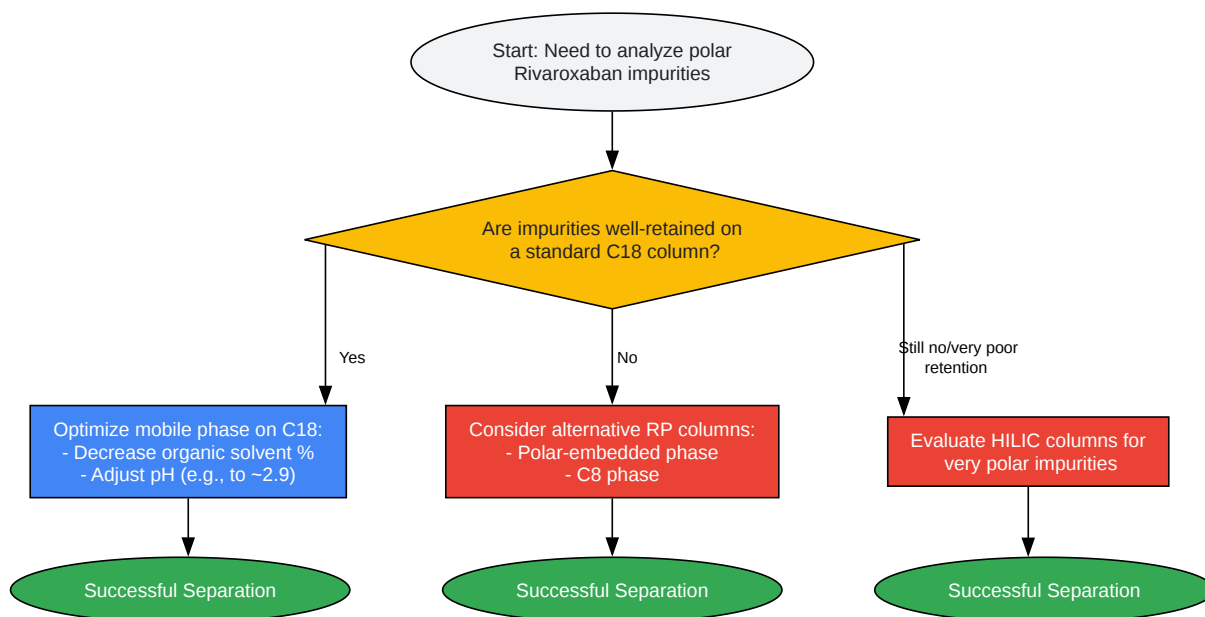 Start: Need to analyze polar
Rivaroxaban impurities
Are impurities well-retained on
a standard C18 column?
Yes
No
Still no/very poor
retention
Optimize mobile phase on C18:
- Decrease organic solvent %
- Adjust pH (e.g., to ~2.9)
Consider alternative RP columns:
- Polar-embedded phase
- C8 phase
Evaluate HILIC columns for
very polar impurities
Successful Separation
Successful Separation
Successful Separation